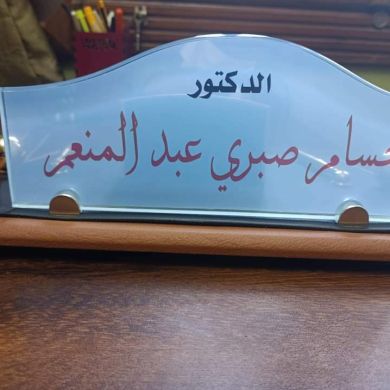 الدكتور
حسام صبري عبد المنعم